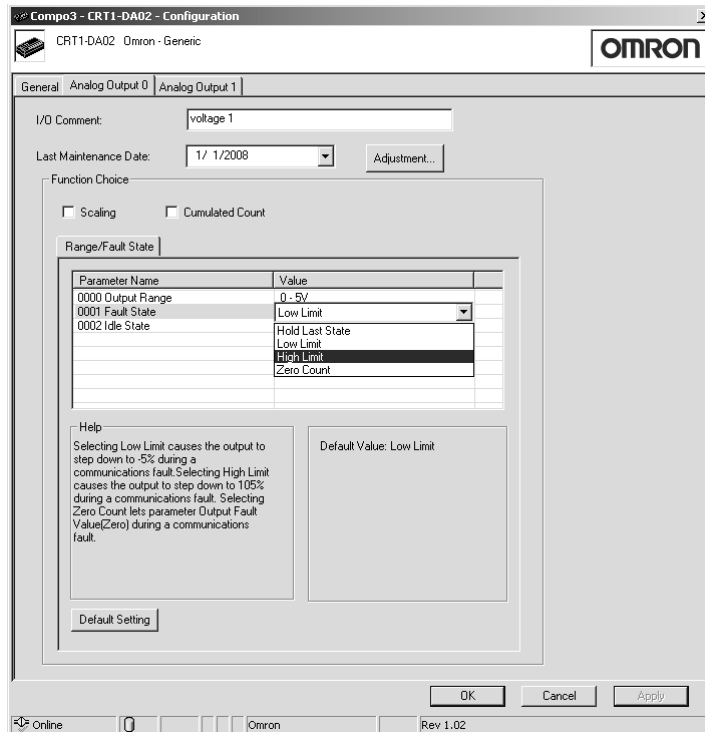 Compo3 - CRT1-DA02 - Configuration
CRT1-DA02 Omron - Generic
OMRON
General
Analog Output 0
Analog Output 1
I/O Comment:
voltage 1
Last Maintenance Date:
1/ 1/2008
Adjustment...
Function Choice
Scaling
Cumulated Count
Range/Fault State
Parameter Name
Value
0000 Output Range
0 - 5V
0001 Fault State
Low Limit
0002 Idle State
Hold Last State
Low Limit
High Limit
Zero Count
Help
Selecting Low Limit causes the output to
step down to -5% during a
communications fault.Selecting High Limit
causes the output to step down to 105%
during a communications fault. Selecting
Zero Count lets parameter Output Fault
Value(Zero) during a communications
fault.
Default Value: Low Limit
Default Setting
OK
Cancel
Apply
Online
Omron
Rev 1.02